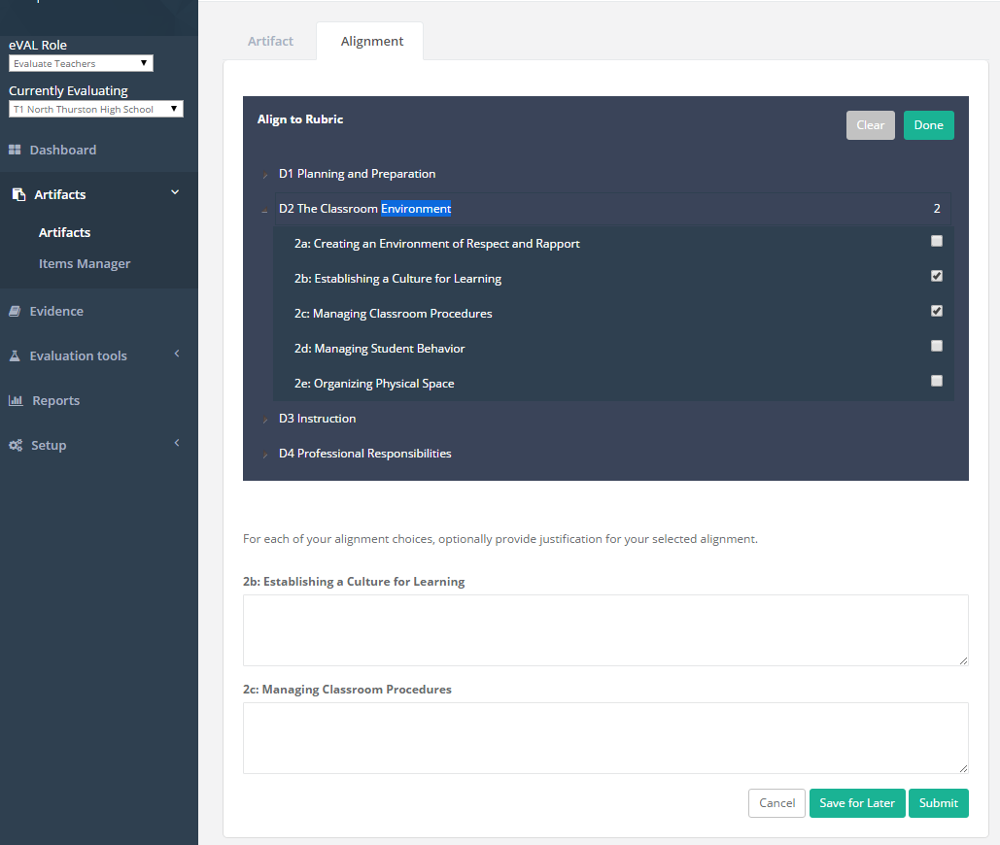 eVAL Role
Evaluate Teachers
Currently Evaluating
T1 North Thurston High School
Dashboard
Artifacts
Artifacts
Items Manager
Evidence
Evaluation tools
Reports
Setup
Artifact
Alignment
Align to Rubric
Clear
Done
D1 Planning and Preparation
D2 The Classroom Environment 2
2a: Creating an Environment of Respect and Rapport
2b: Establishing a Culture for Learning
2c: Managing Classroom Procedures
2d: Managing Student Behavior
2e: Organizing Physical Space
D3 Instruction
D4 Professional Responsibilities
For each of your alignment choices, optionally provide justification for your selected alignment.
2b: Establishing a Culture for Learning
2c: Managing Classroom Procedures
Cancel
Save for Later
Submit